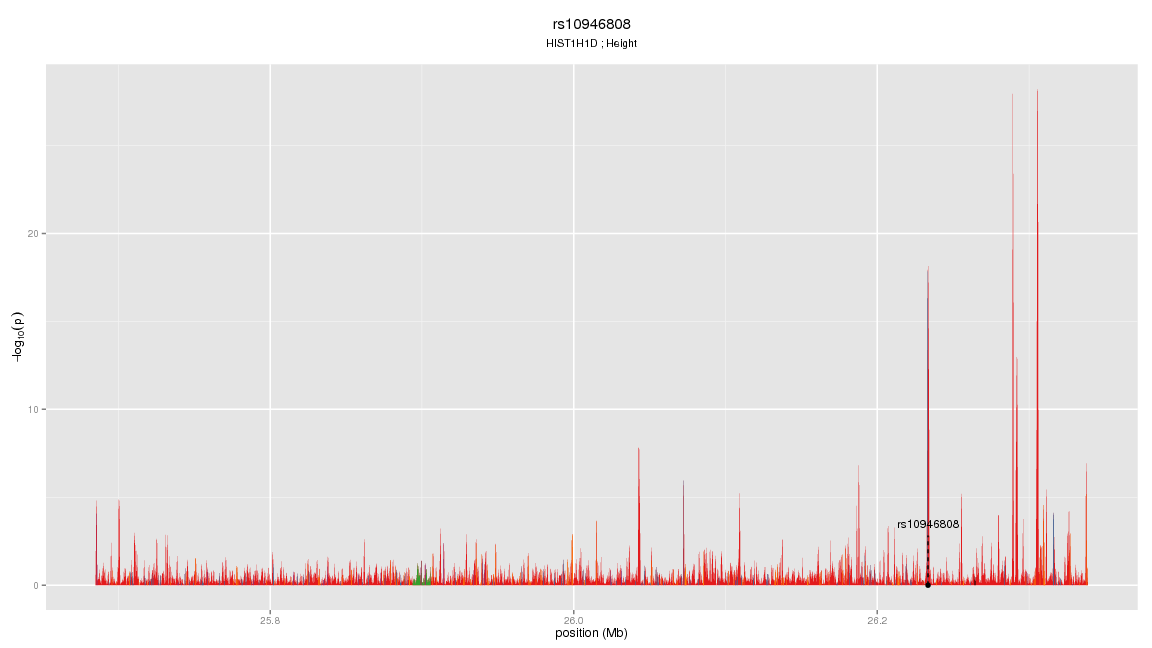 rs10946808
HIST1H1D ; Height
20
10
0
rs10946808
25.8
26.0
26.2
position (Mb)
−log10(p)